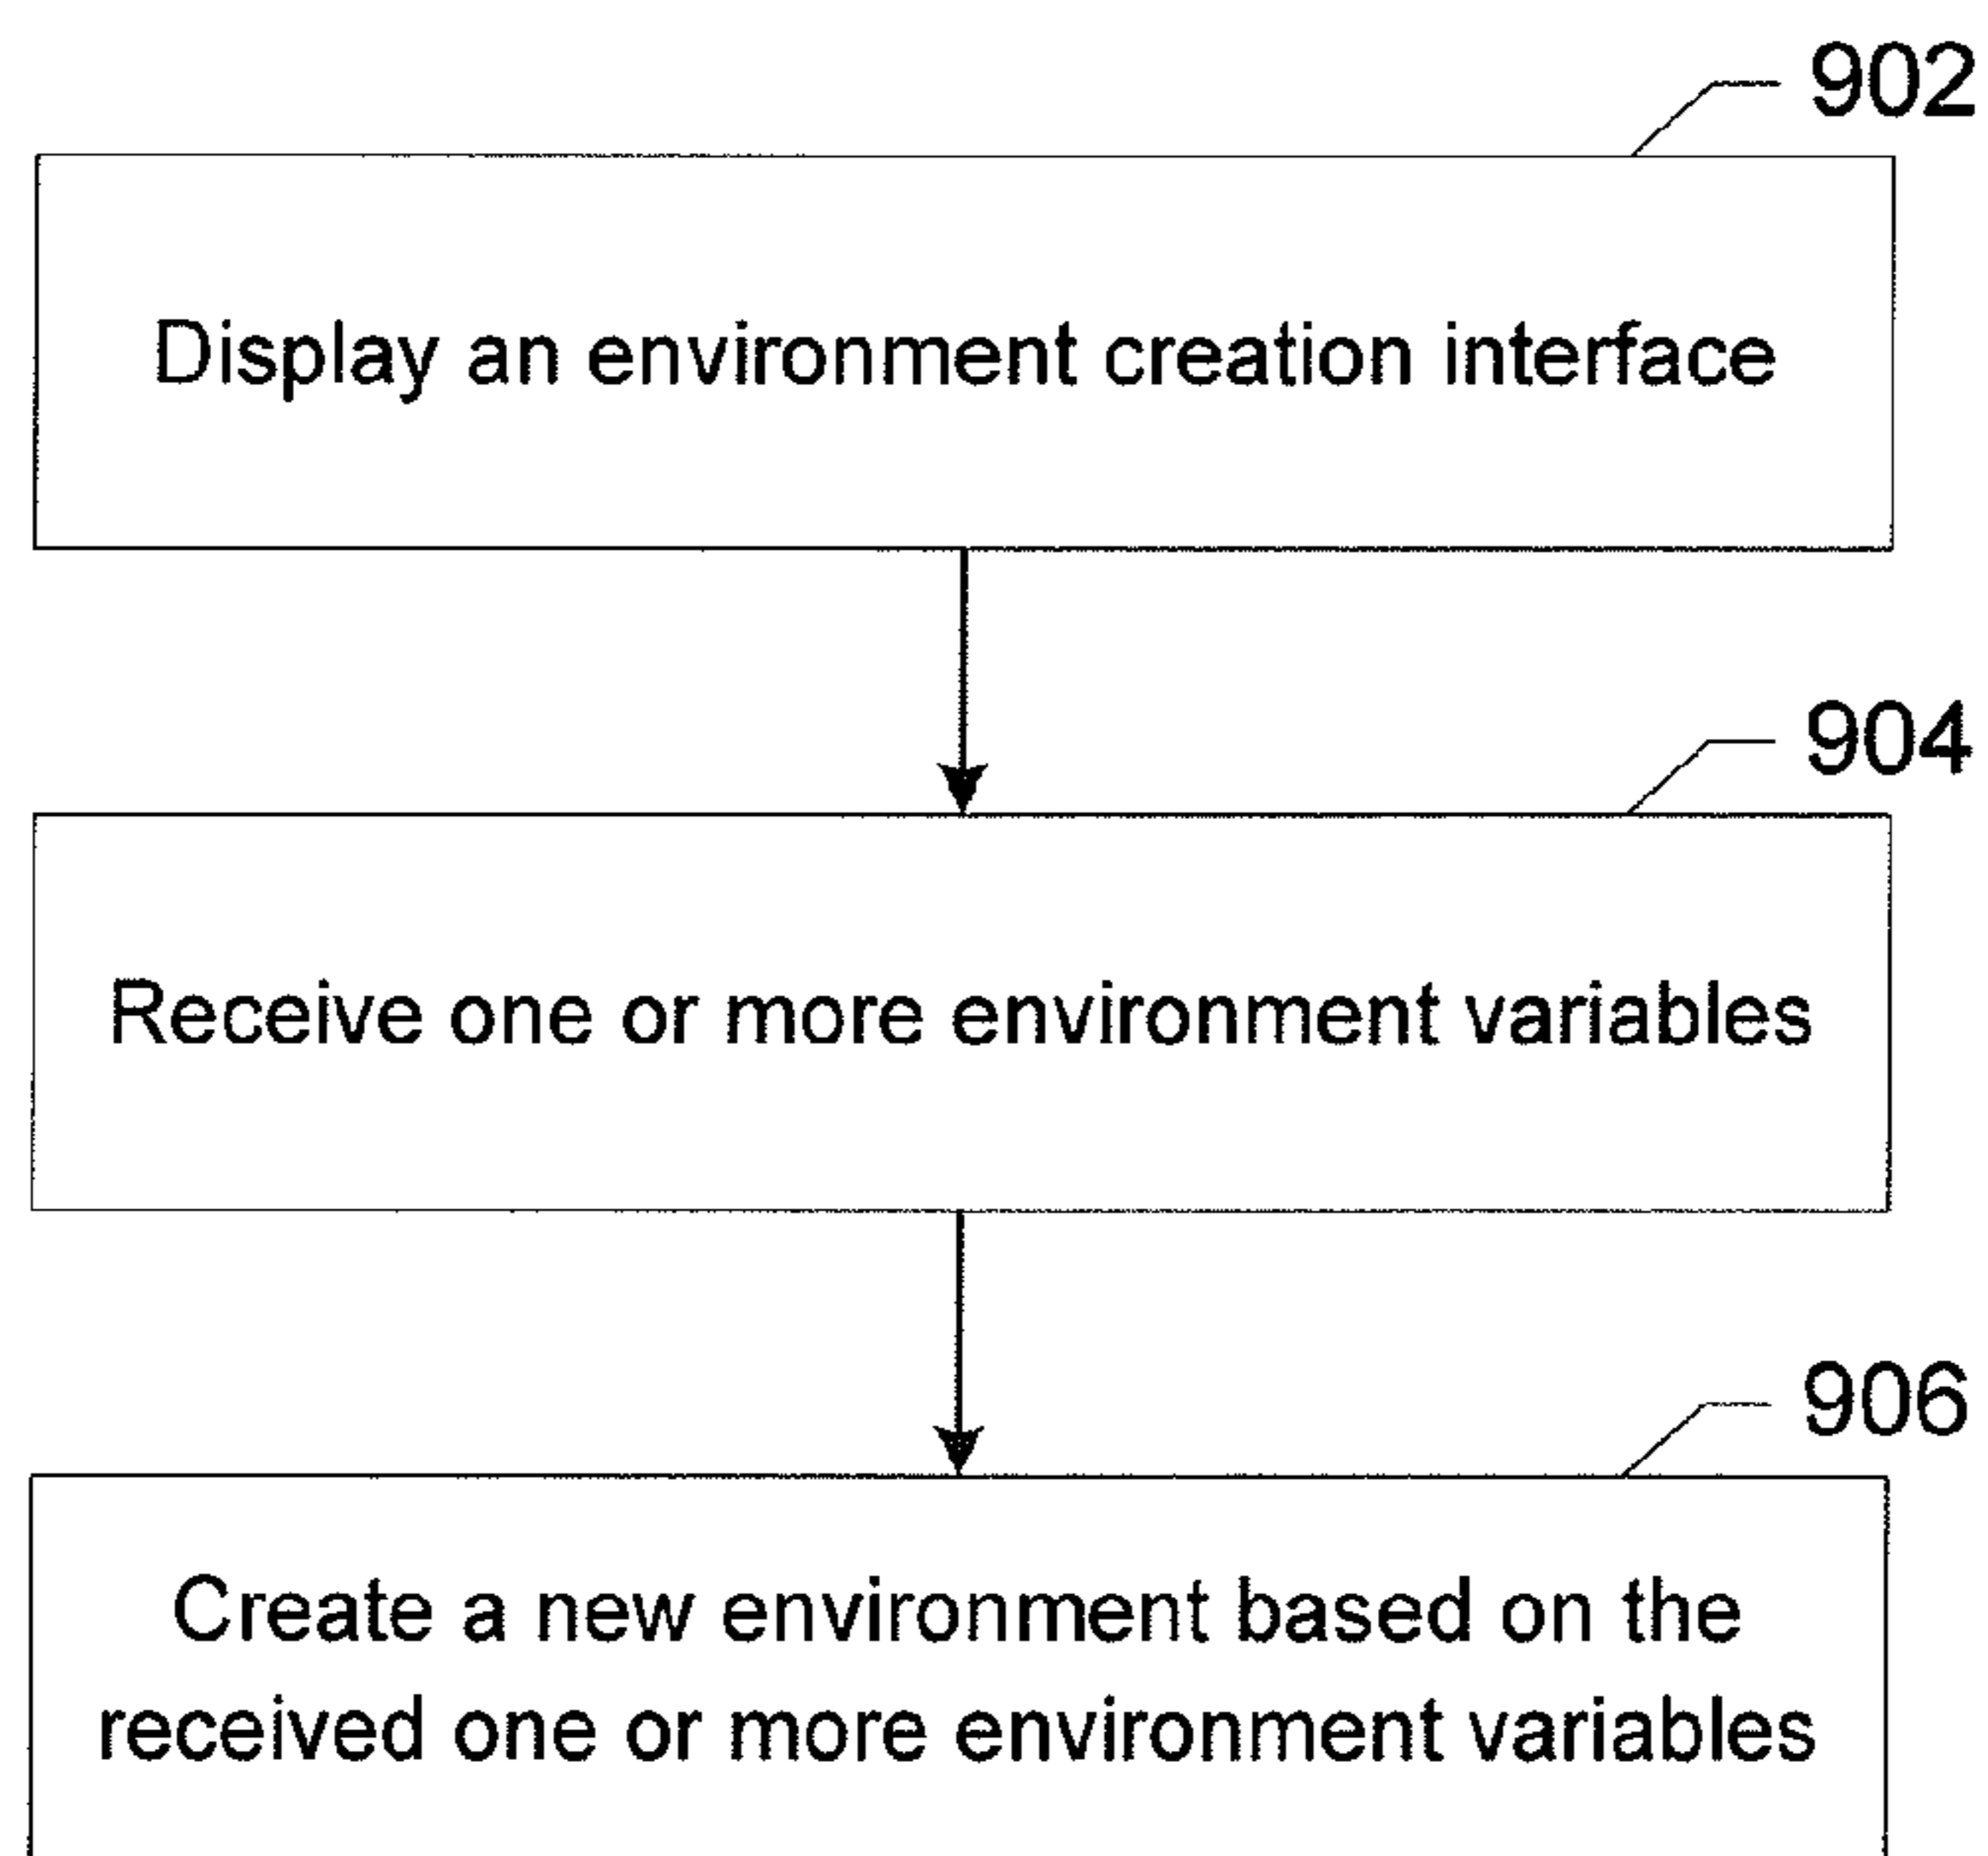 902
Display an environment creation interface
904
Receive one or more environment variables
906
Create a new environment based on the
received one or more environment variables